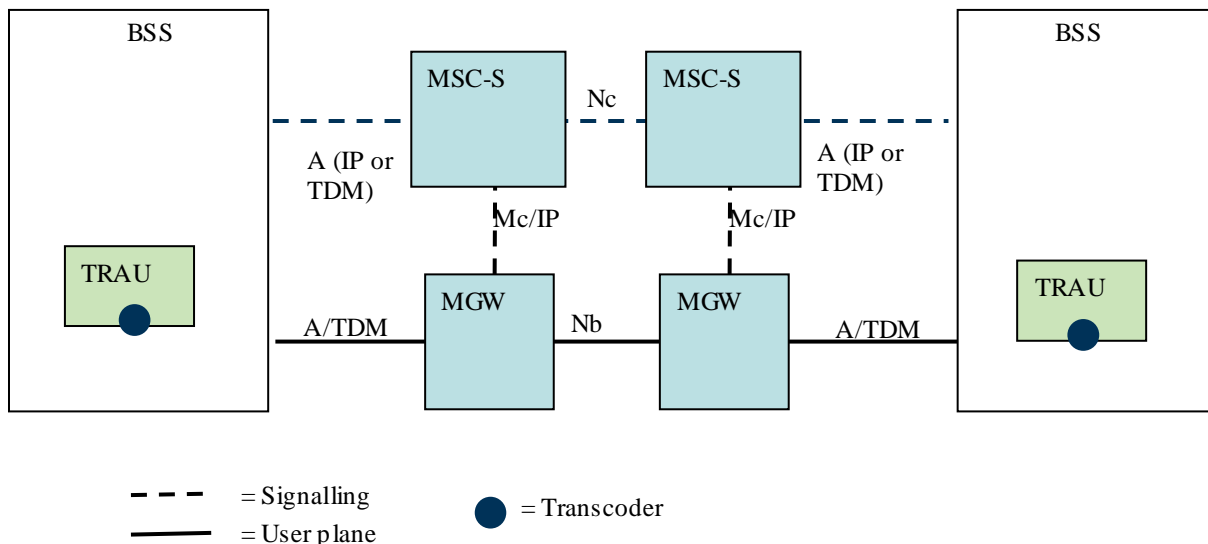 BSS
BSS
MSC-S
Nc
MSC-S
A (IP or
TDM)
A (IP or
TDM)
Mc/IP
Mc/IP
TRAU
TRAU
MGW
Nb
MGW
A/TDM
A/TDM
= Signalling
= Transcoder
= User plane